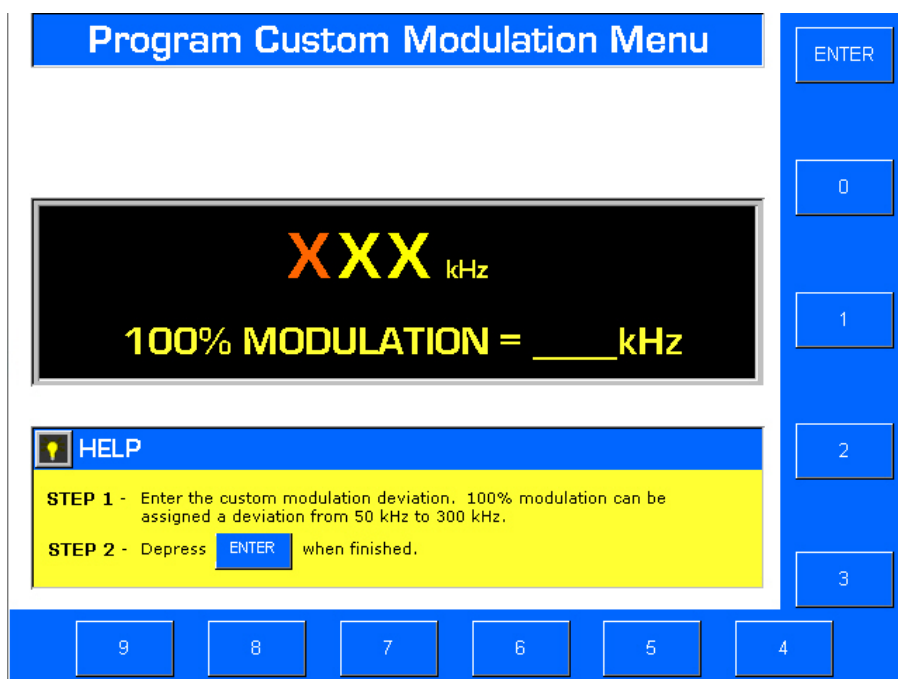 Program Custom Modulation Menu
ENTER
0
XXX kHz
1
100% MODULATION = ____kHz
HELP
2
STEP 1 - Enter the custom modulation deviation. 100% modulation can be
assigned a deviation from 50 kHz to 300 kHz.
STEP 2 - Depress ENTER when finished.
3
9 8 7 6 5 4